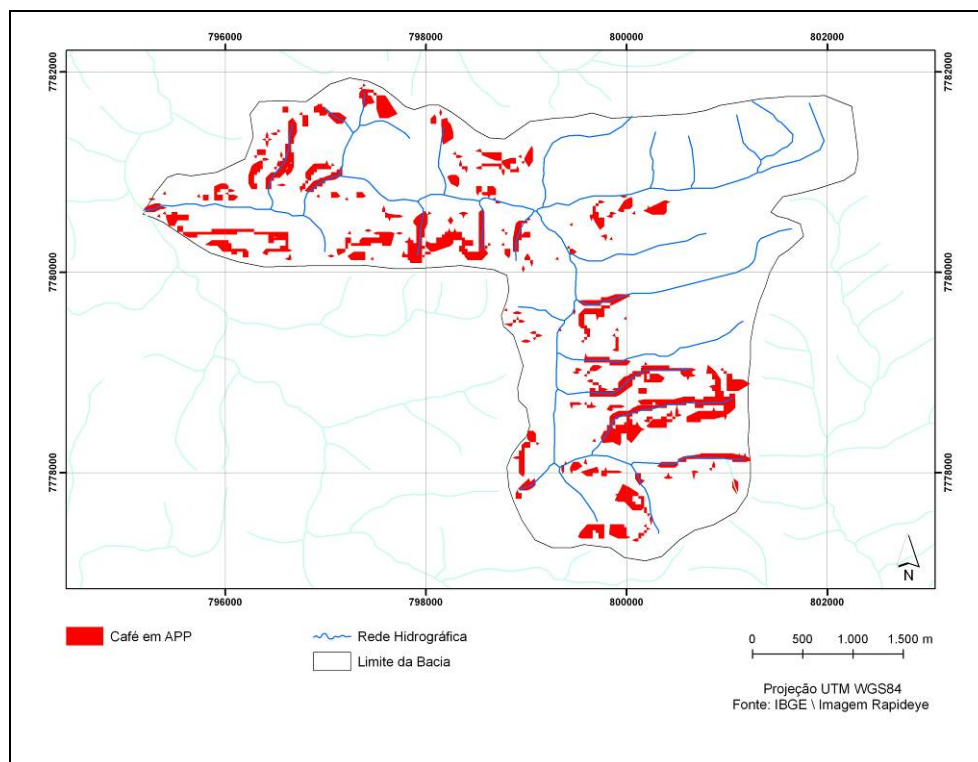 796000 798000 800000 802000
7782000 7782000
7780000 7780000
7778000 7778000
N
796000 798000 800000 802000
Café em APP Rede Hidrográfica
Limite da Bacia
0 500 1.000 1.500 m
Projeção UTM WGS84
Fonte: IBGE \ Imagem Rapideye